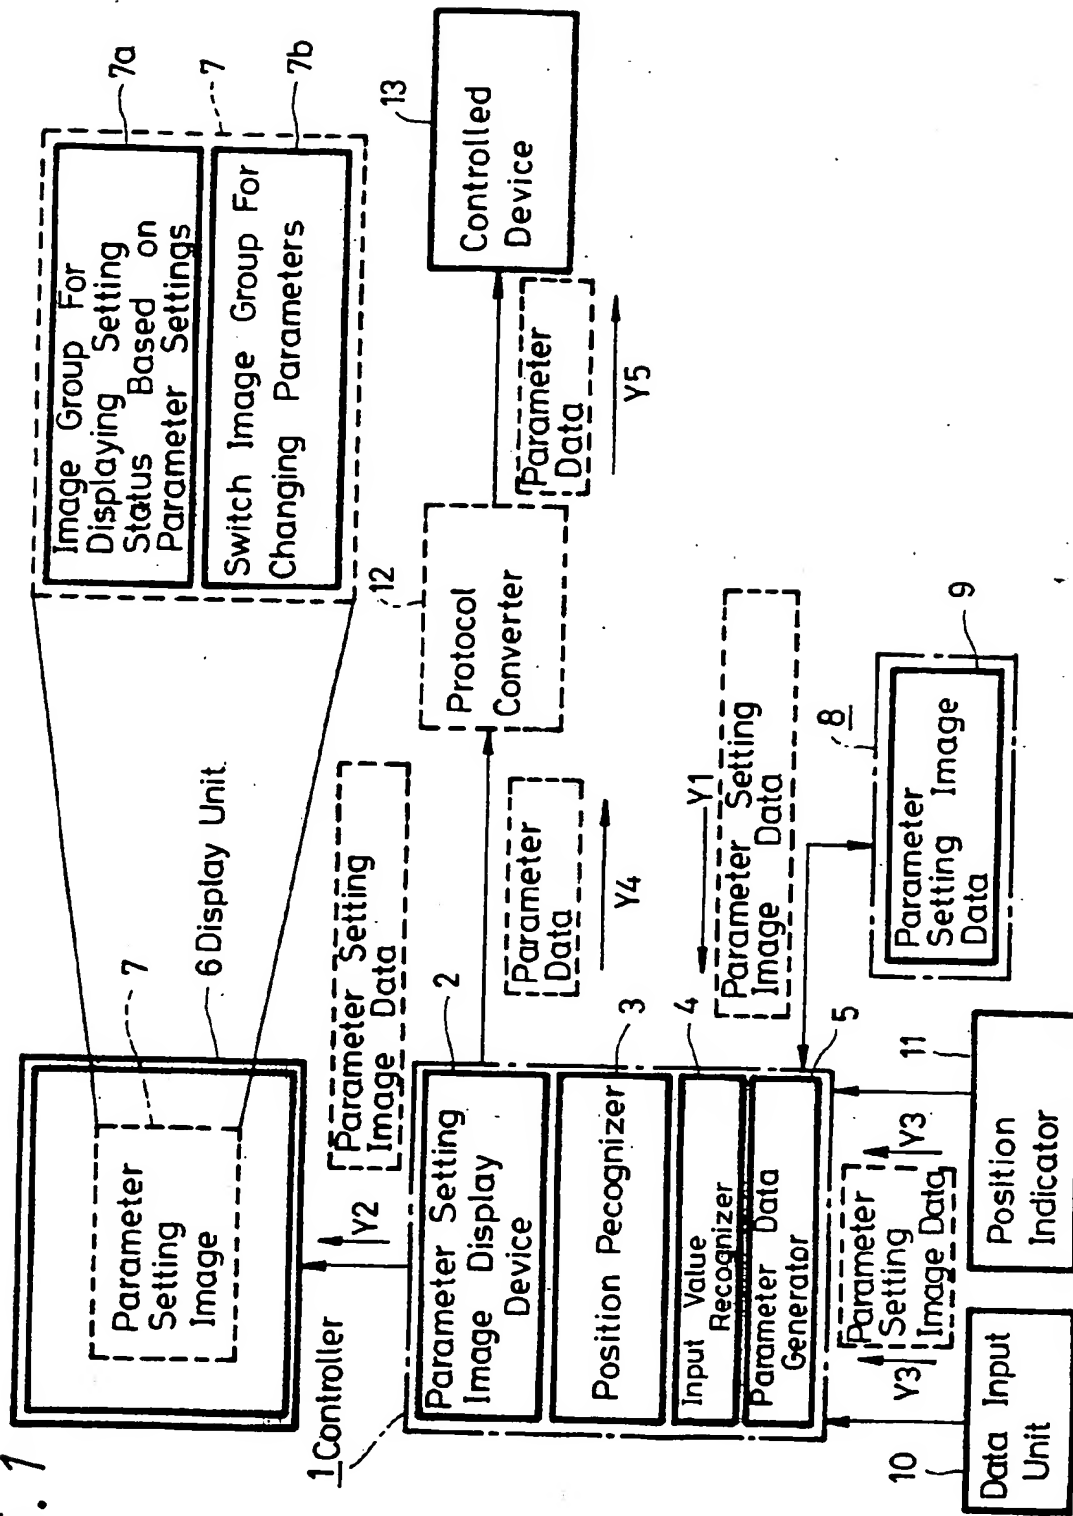 . 1
Parameter
Setting
Image
7
6 Display Unit
Image Group For
Displaying Setting
Status Based on
Parameter Settings
7a
7
Switch Image Group For
Changing Parameters
7b
Y2
Parameter Setting
Image Data
1 Controller
Parameter Setting
Image Display
Device
2
Position Pecognizer
3
Input Value
Recognizer
4
Parameter Data
Generator
5
Parameter
Data
Y4
Protocol
Converter
12
Parameter
Data
Y5
Controlled
Device
13
Y1
Parameter Setting
Image Data
8
Parameter
Setting Image
Data
9
Y3
Parameter
Setting
Image Data
Y3
10
Data Input
Unit
11
Position
Indicator